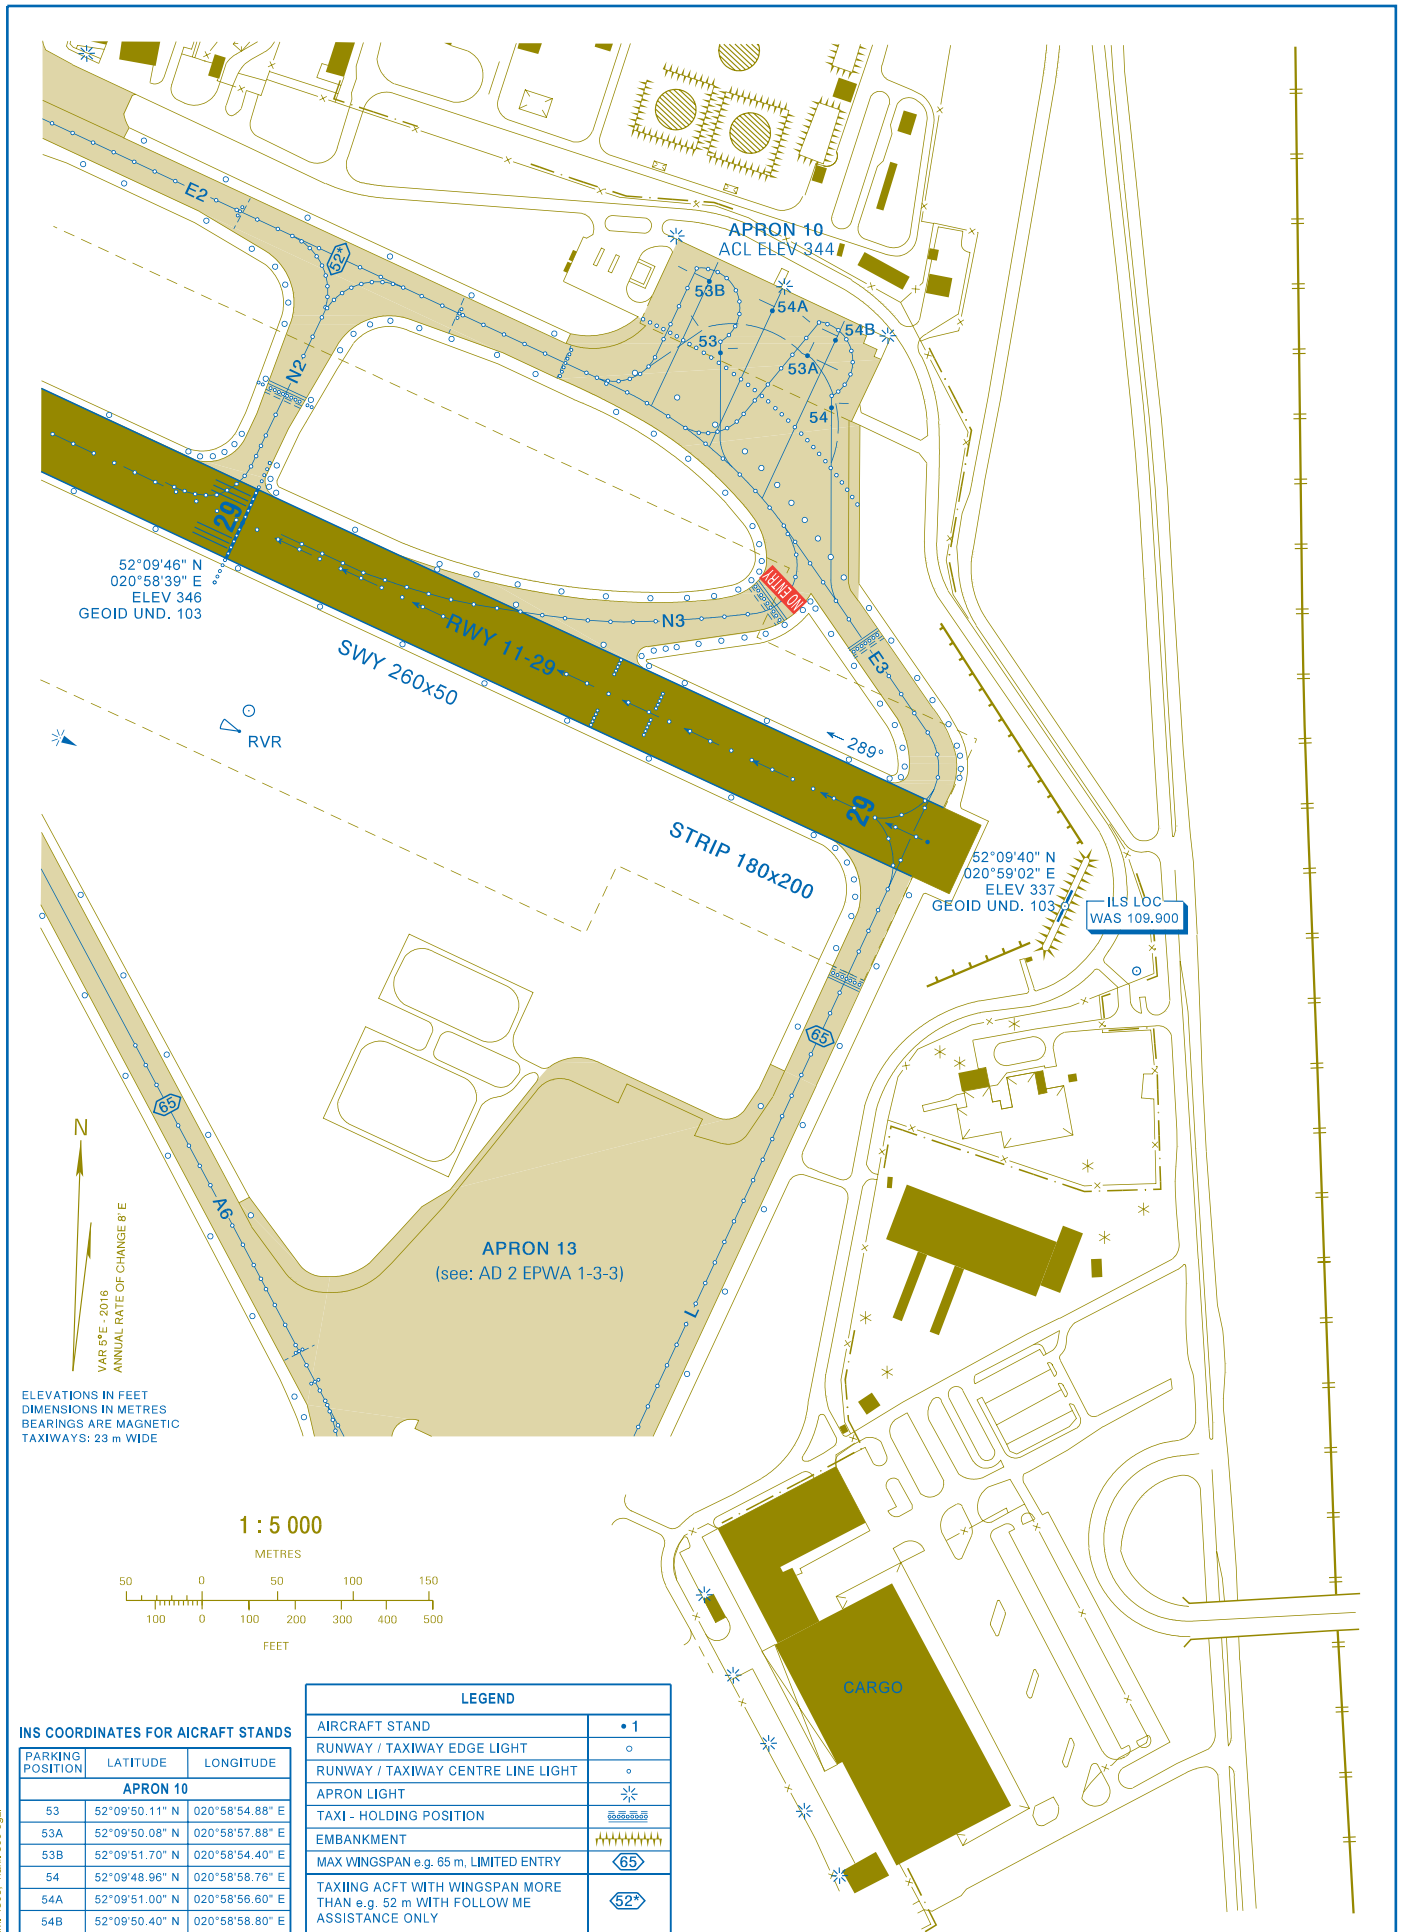 E2
52*
APRON 10
ACL ELEV 344
53B
54A
54B
53
53A
54
N2
29
52°09'46" N
020°58'39" E
ELEV 346
GEOID UND. 103
NO ENTRY
N3
RWY 11-29
E3
SWY 260x50
RVR
289°
29
STRIP 180x200
52°09'40" N
020°59'02" E
ELEV 337
GEOID UND. 103
ILS LOC
WAS 109.900
65
65
N
A6
APRON 13
(see: AD 2 EPWA 1-3-3)
L
VAR 5°E - 2016
ANNUAL RATE OF CHANGE 8' E
ELEVATIONS IN FEET
DIMENSIONS IN METRES
BEARINGS ARE MAGNETIC
TAXIWAYS: 23 m WIDE
1 : 5 000
METRES
50 0 50 100 150
100 0 100 200 300 400 500
FEET
CARGO
INS COORDINATES FOR AICRAFT STANDS
PARKING POSITION LATITUDE LONGITUDE
APRON 10
53 52°09'50.11" N 020°58'54.88" E
53A 52°09'50.08" N 020°58'57.88" E
53B 52°09'51.70" N 020°58'54.40" E
54 52°09'48.96" N 020°58'58.76" E
54A 52°09'51.00" N 020°58'56.60" E
54B 52°09'50.40" N 020°58'58.80" E
LEGEND
AIRCRAFT STAND 1
RUNWAY / TAXIWAY EDGE LIGHT
RUNWAY / TAXIWAY CENTRE LINE LIGHT
APRON LIGHT
TAXI - HOLDING POSITION
EMBANKMENT
MAX WINGSPAN e.g. 65 m, LIMITED ENTRY 65
TAXIING ACFT WITH WINGSPAN MORE
THAN e.g. 52 m WITH FOLLOW ME 52*
ASSISTANCE ONLY